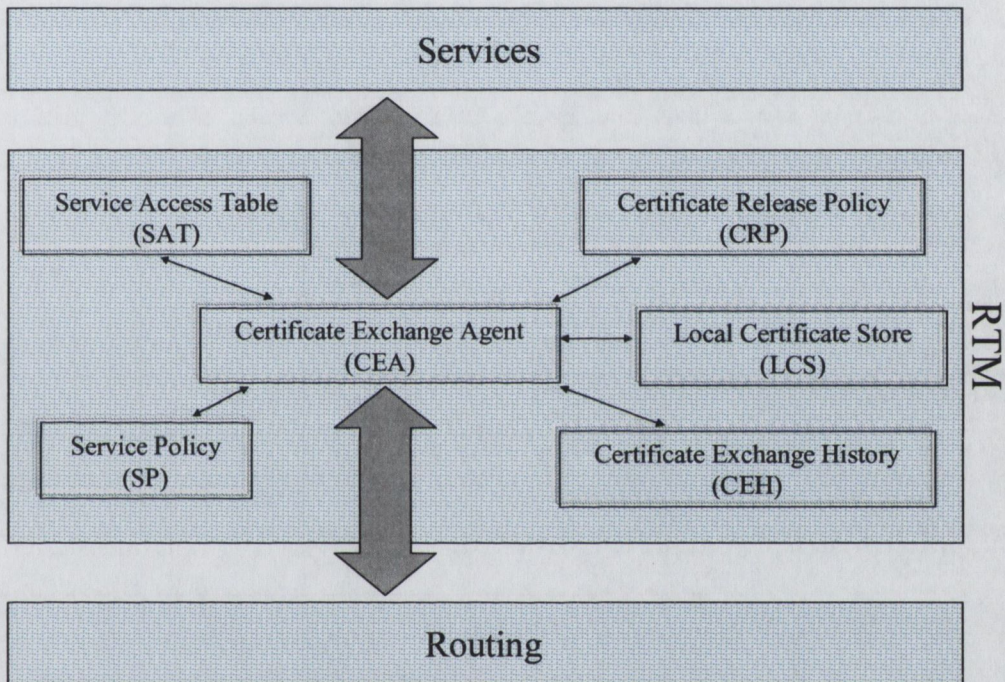 Services
Service Access Table
(SAT)
Certificate Release Policy
(CRP)
Certificate Exchange Agent
(CEA)
Local Certificate Store
(LCS)
RTM
Service Policy
(SP)
Certificate Exchange History
(CEH)
Routing